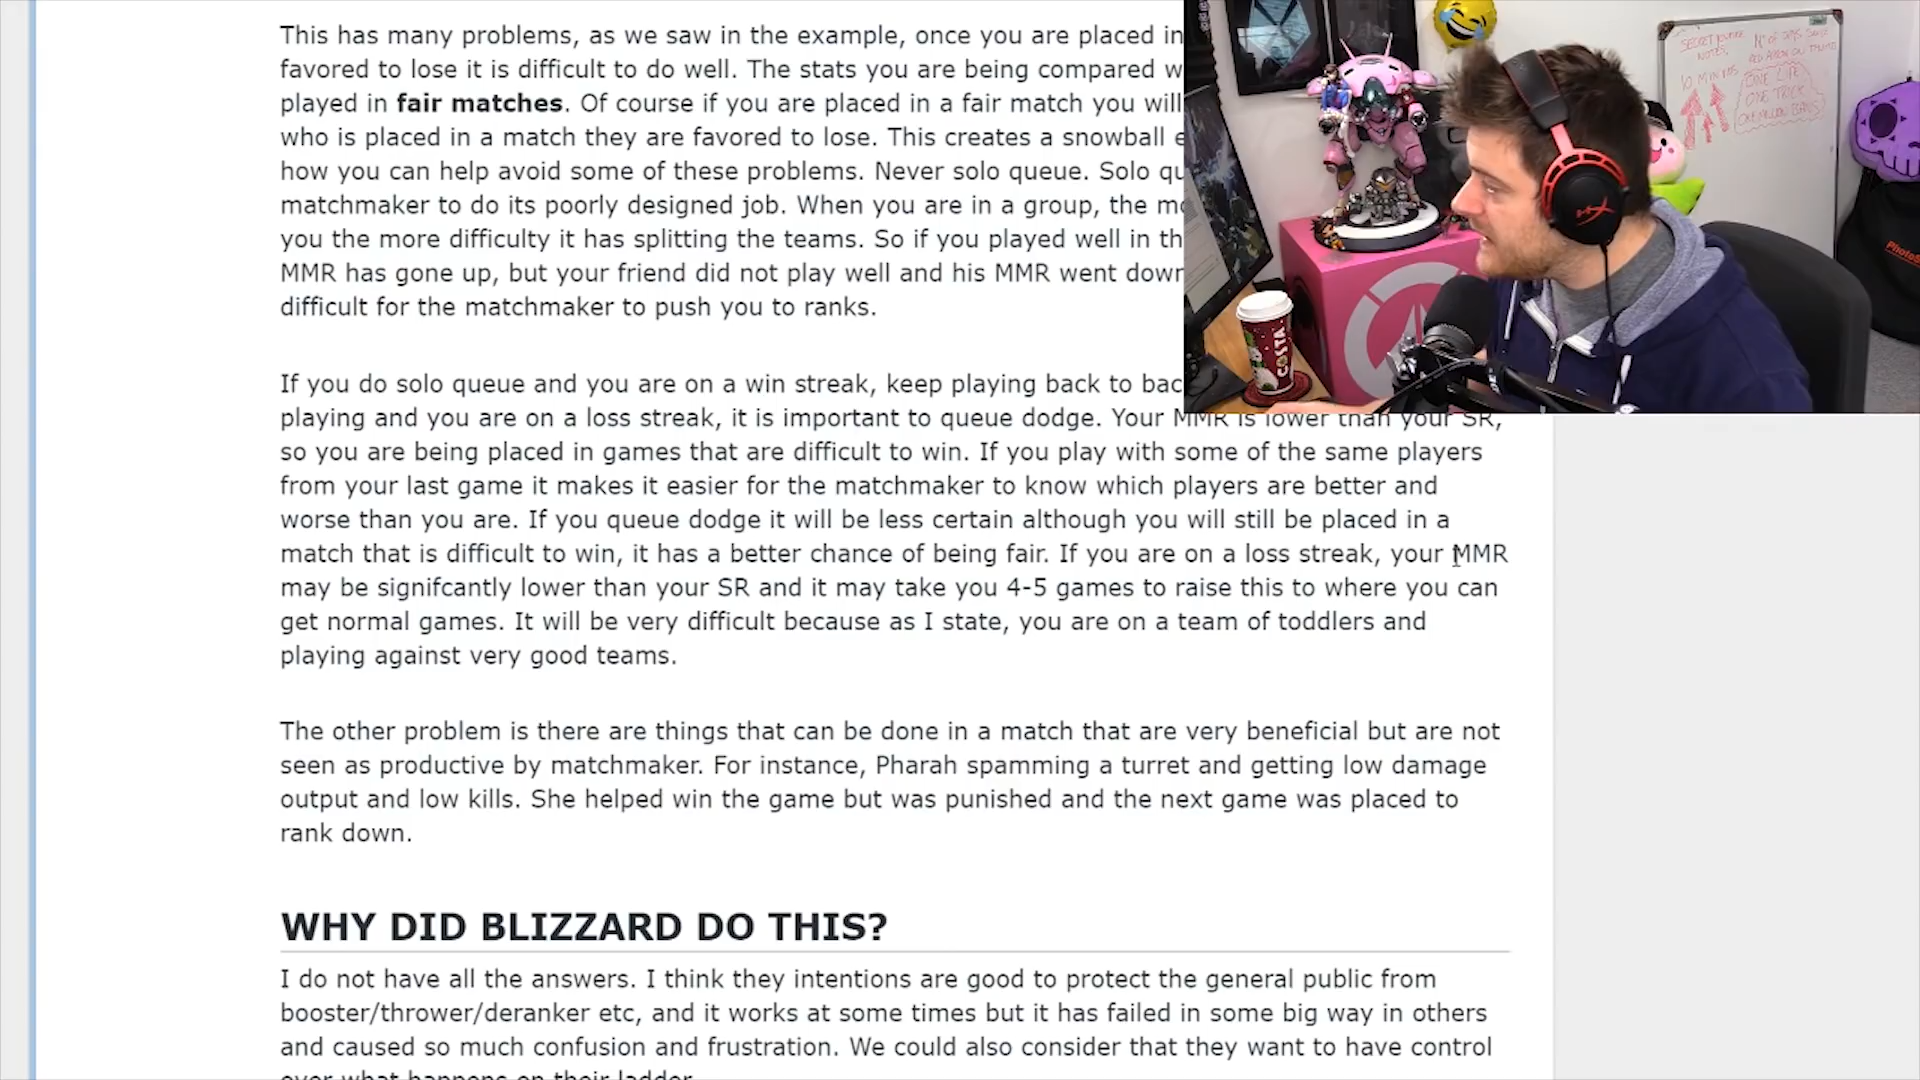 This has many problems, as we saw in the example, once you are placed in
favored to lose it is difficult to do well. The stats you are being compared
played in fair matches. Of course if you are placed in a fair match you will
who is placed in a match they are favored to lose. This creates a snowball
how you can help avoid some of these problems. Never solo queue. Solo
matchmaker to do its poorly designed job. When you are in a group, the
you the more difficulty it has splitting the teams. So if you played well in
MMR has gone up, but your friend did not play well and his MMR went down
difficult for the matchmaker to push you to ranks.
If you do solo queue and you are on a win streak, keep playing back to
playing and you are on a loss streak, it is important to queue dodge. Your MMR is lower than your SR,
so you are being placed in games that are difficult to win. If you play with some of the same players
from your last game it makes it easier for the matchmaker to know which players are better and
worse than you are. If you queue dodge it will be less certain although you will still be placed in a
match that is difficult to win, it has a better chance of being fair. If you are on a loss streak, your MMR
may be signifcantly lower than your SR and it may take you 4-5 games to raise this to where you can
get normal games. It will be very difficult because as I state, you are on a team of toddlers and
playing against very good teams.
The other problem is there are things that can be done in a match that are very beneficial but are not
seen as productive by matchmaker. For instance, Pharah spamming a turret and getting low damage
output and low kills. She helped win the game but was punished and the next game was placed to
rank down.
WHY DID BLIZZARD DO THIS?
I do not have all the answers. I think they intentions are good to protect the general public from
booster/thrower/deranker etc, and it works at some times but it has failed in some big way in others
and caused so much confusion and frustration. We could also consider that they want to have control
over what happens on their ladder.
COSTA
10 MINS
ONE LIFE
ONE TRICK